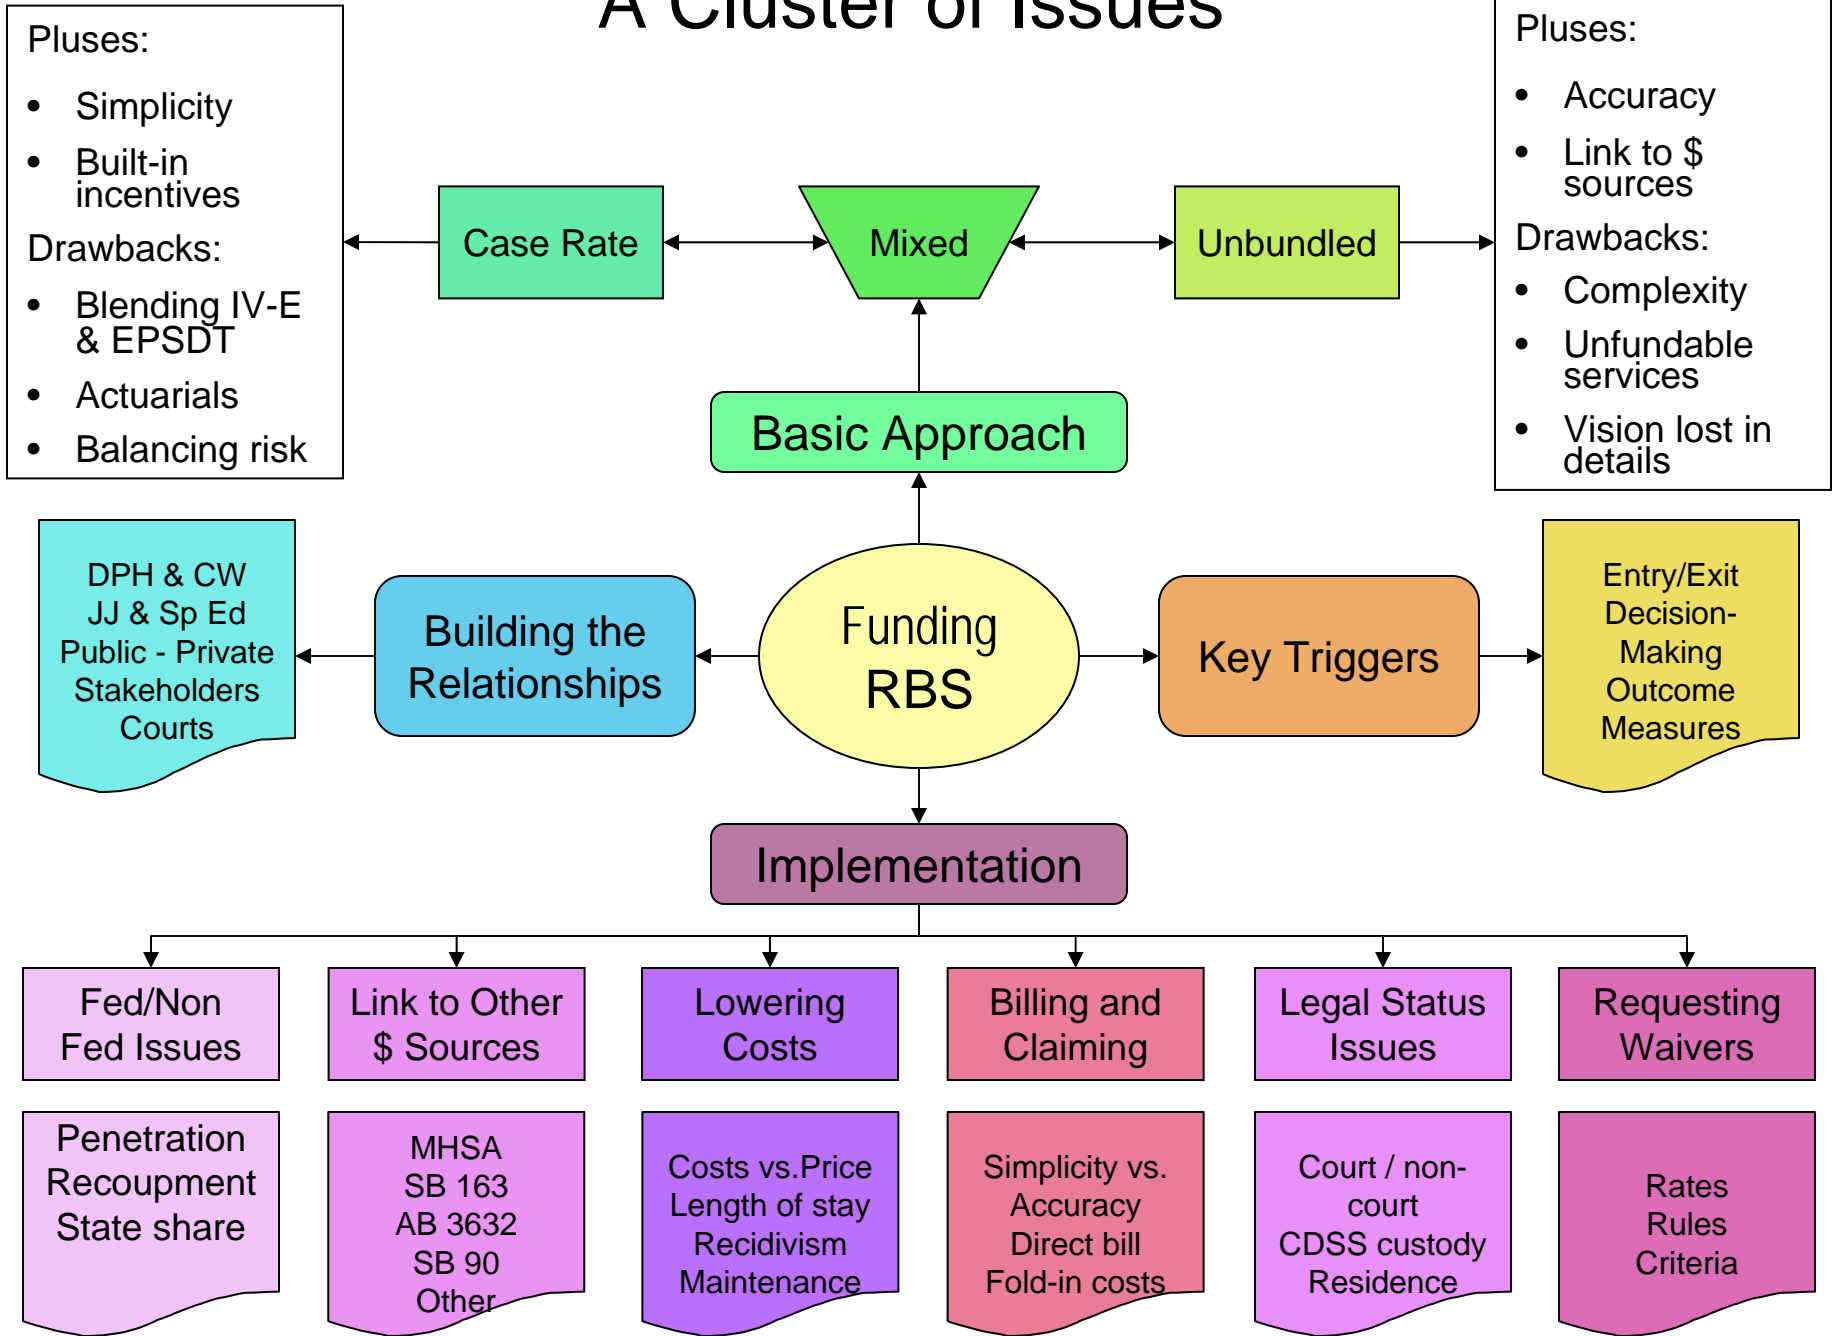 A Cluster of Issues
Pluses:
• Simplicity
• Built-in
incentives
Drawbacks:
• Blending IV-E
& EPSDT
• Actuarials
• Balancing risk
Case Rate
Mixed
Unbundled
Pluses:
• Accuracy
• Link to $
sources
Drawbacks:
• Complexity
• Unfundable
services
• Vision lost in
details
Basic Approach
DPH & CW
JJ & Sp Ed
Public - Private
Stakeholders
Courts
Building the
Relationships
Funding
RBS
Key Triggers
Entry/Exit
Decision-
Making
Outcome
Measures
Implementation
Fed/Non
Fed Issues
Link to Other
$ Sources
Lowering
Costs
Billing and
Claiming
Legal Status
Issues
Requesting
Waivers
Penetration
Recoupment
State share
MHSA
SB 163
AB 3632
SB 90
Other
Costs vs.Price
Length of stay
Recidivism
Maintenance
Simplicity vs.
Accuracy
Direct bill
Fold-in costs
Court / non-
court
CDSS custody
Residence
Rates
Rules
Criteria